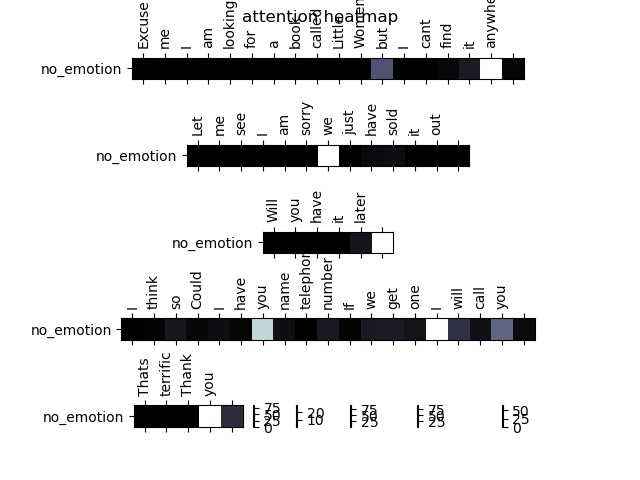 attention heatmap
Excuse me I am looking for a book called Little Women but I cant find it
no_emotion
Let me see I am sorry we just have sold it out
no_emotion
Will you have it later
no_emotion
I think so Could I have you name number If we get one I will call you
no_emotion
Thats terrific Thank you
no_emotion
75 50 25 0
20 10
75 50 25
75 50 25
50 25 0